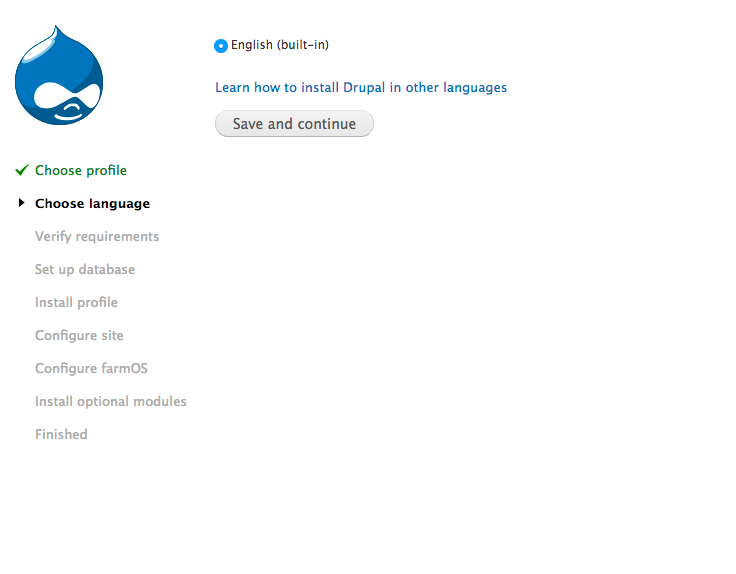 English (built-in)
Learn how to install Drupal in other languages
Save and continue
Choose profile
Choose language
Verify requirements
Set up database
Install profile
Configure site
Configure farmOS
Install optional modules
Finished